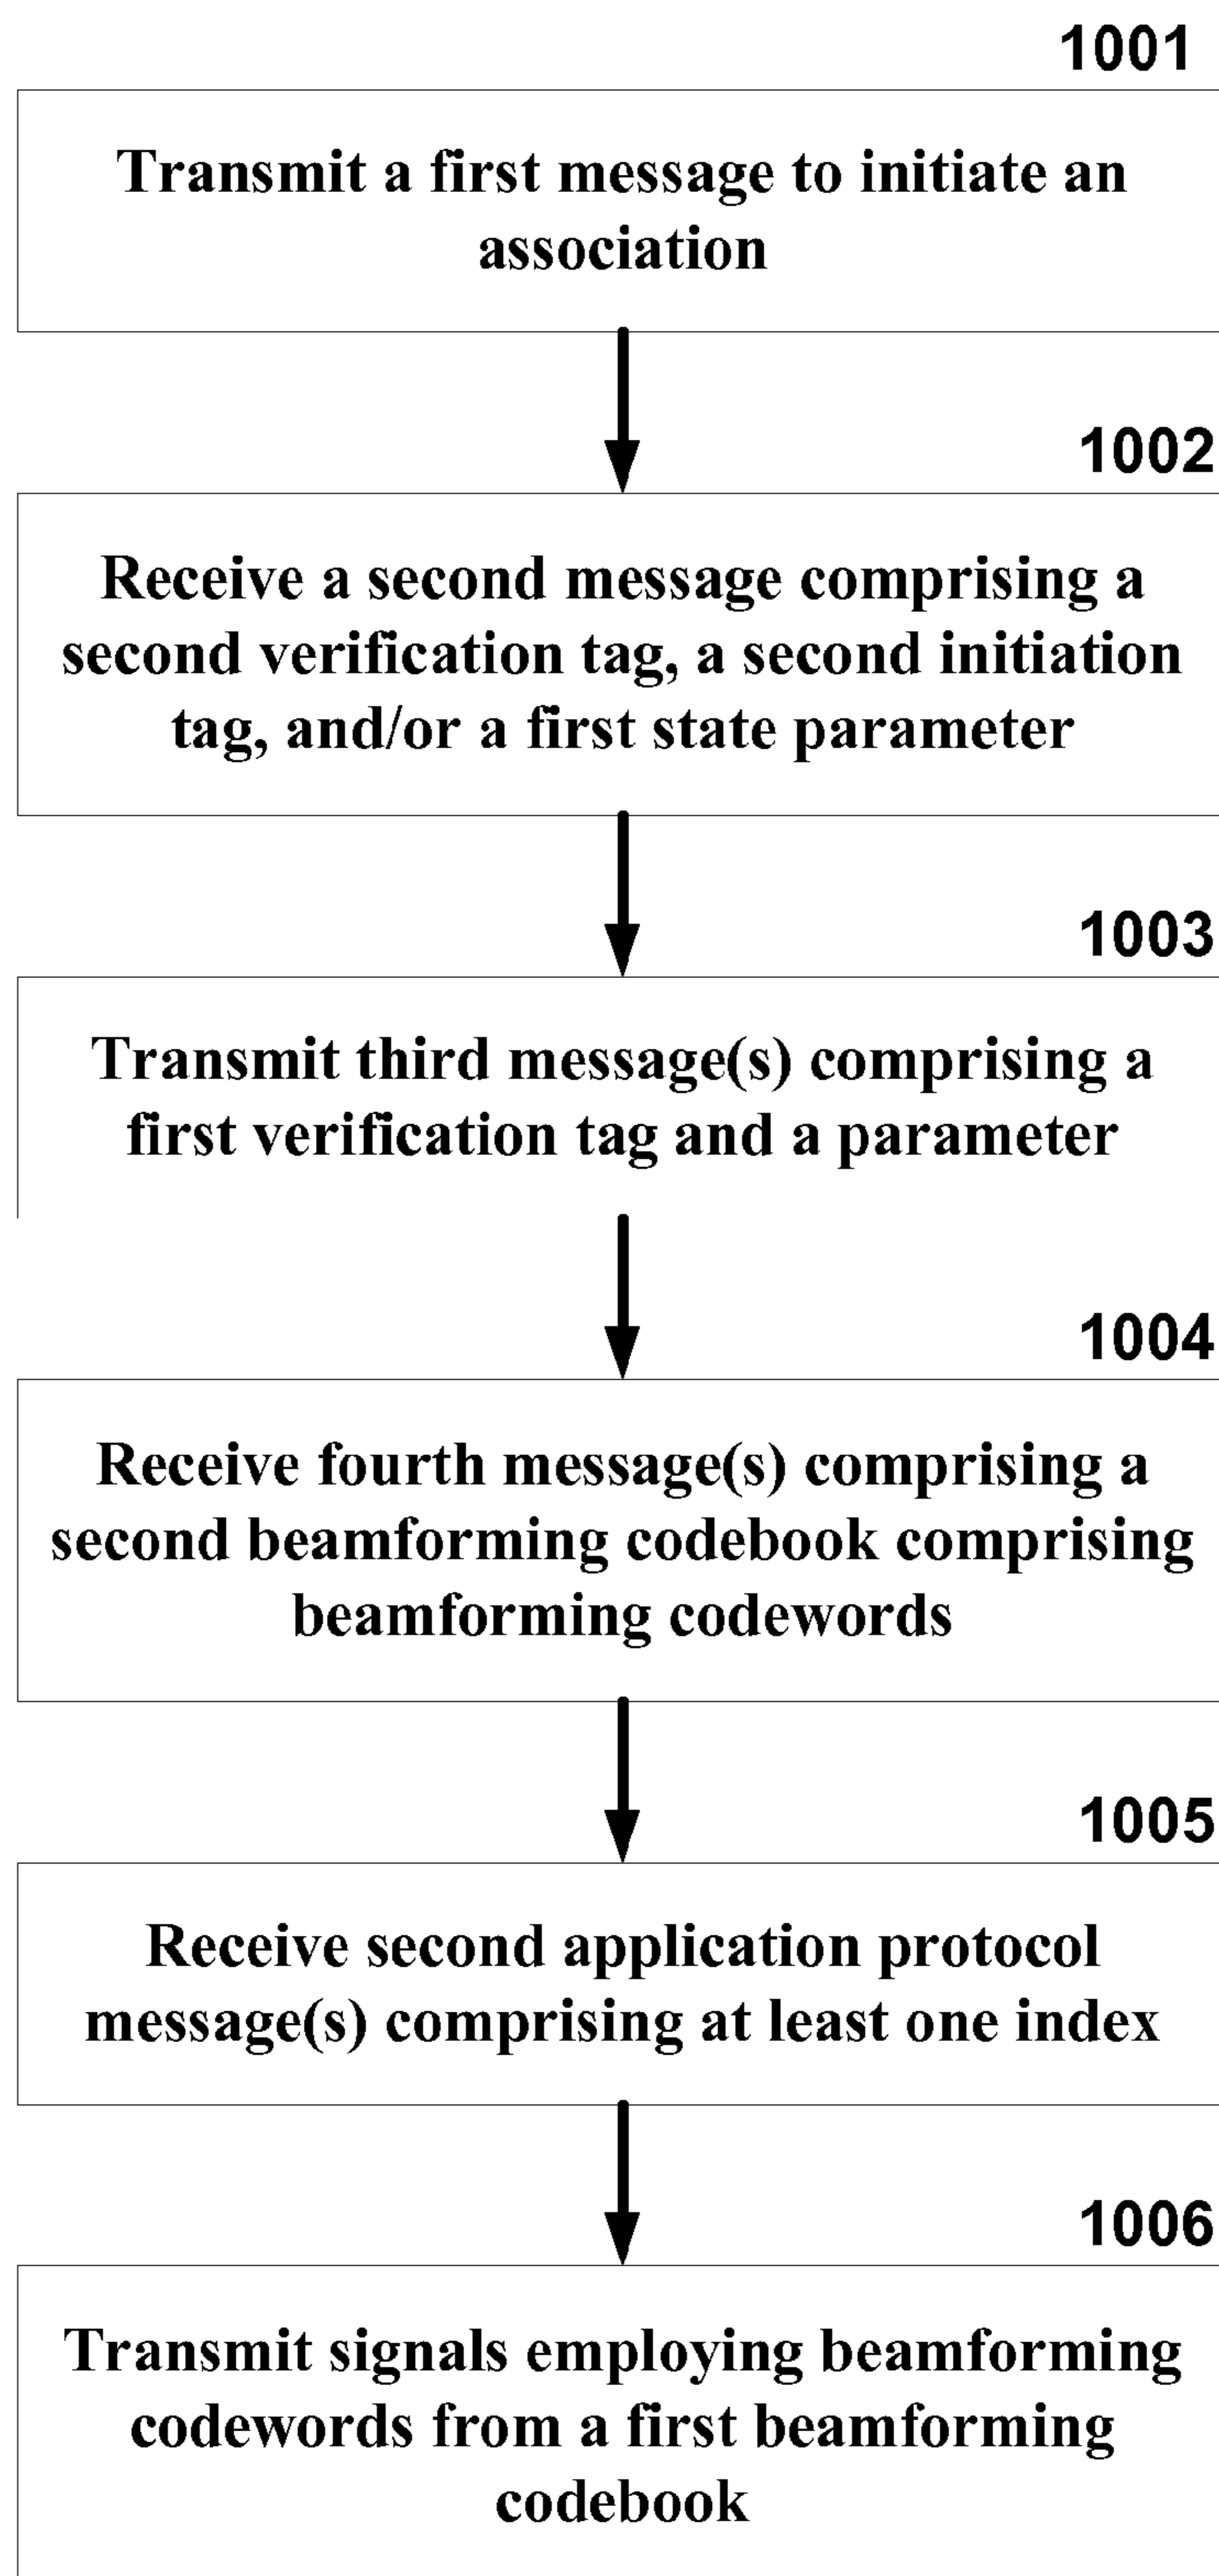 1001
Transmit a first message to initiate an
association
1002
Receive a second message comprising a
second verification tag, a second initiation
tag, and/or a first state parameter
1003
Transmit third message(s) comprising a
first verification tag and a parameter
1004
Receive fourth message(s) comprising a
second beamforming codebook comprising
beamforming codewords
1005
Receive second application protocol
message(s) comprising at least one index
1006
Transmit signals employing beamforming
codewords from a first beamforming
codebook